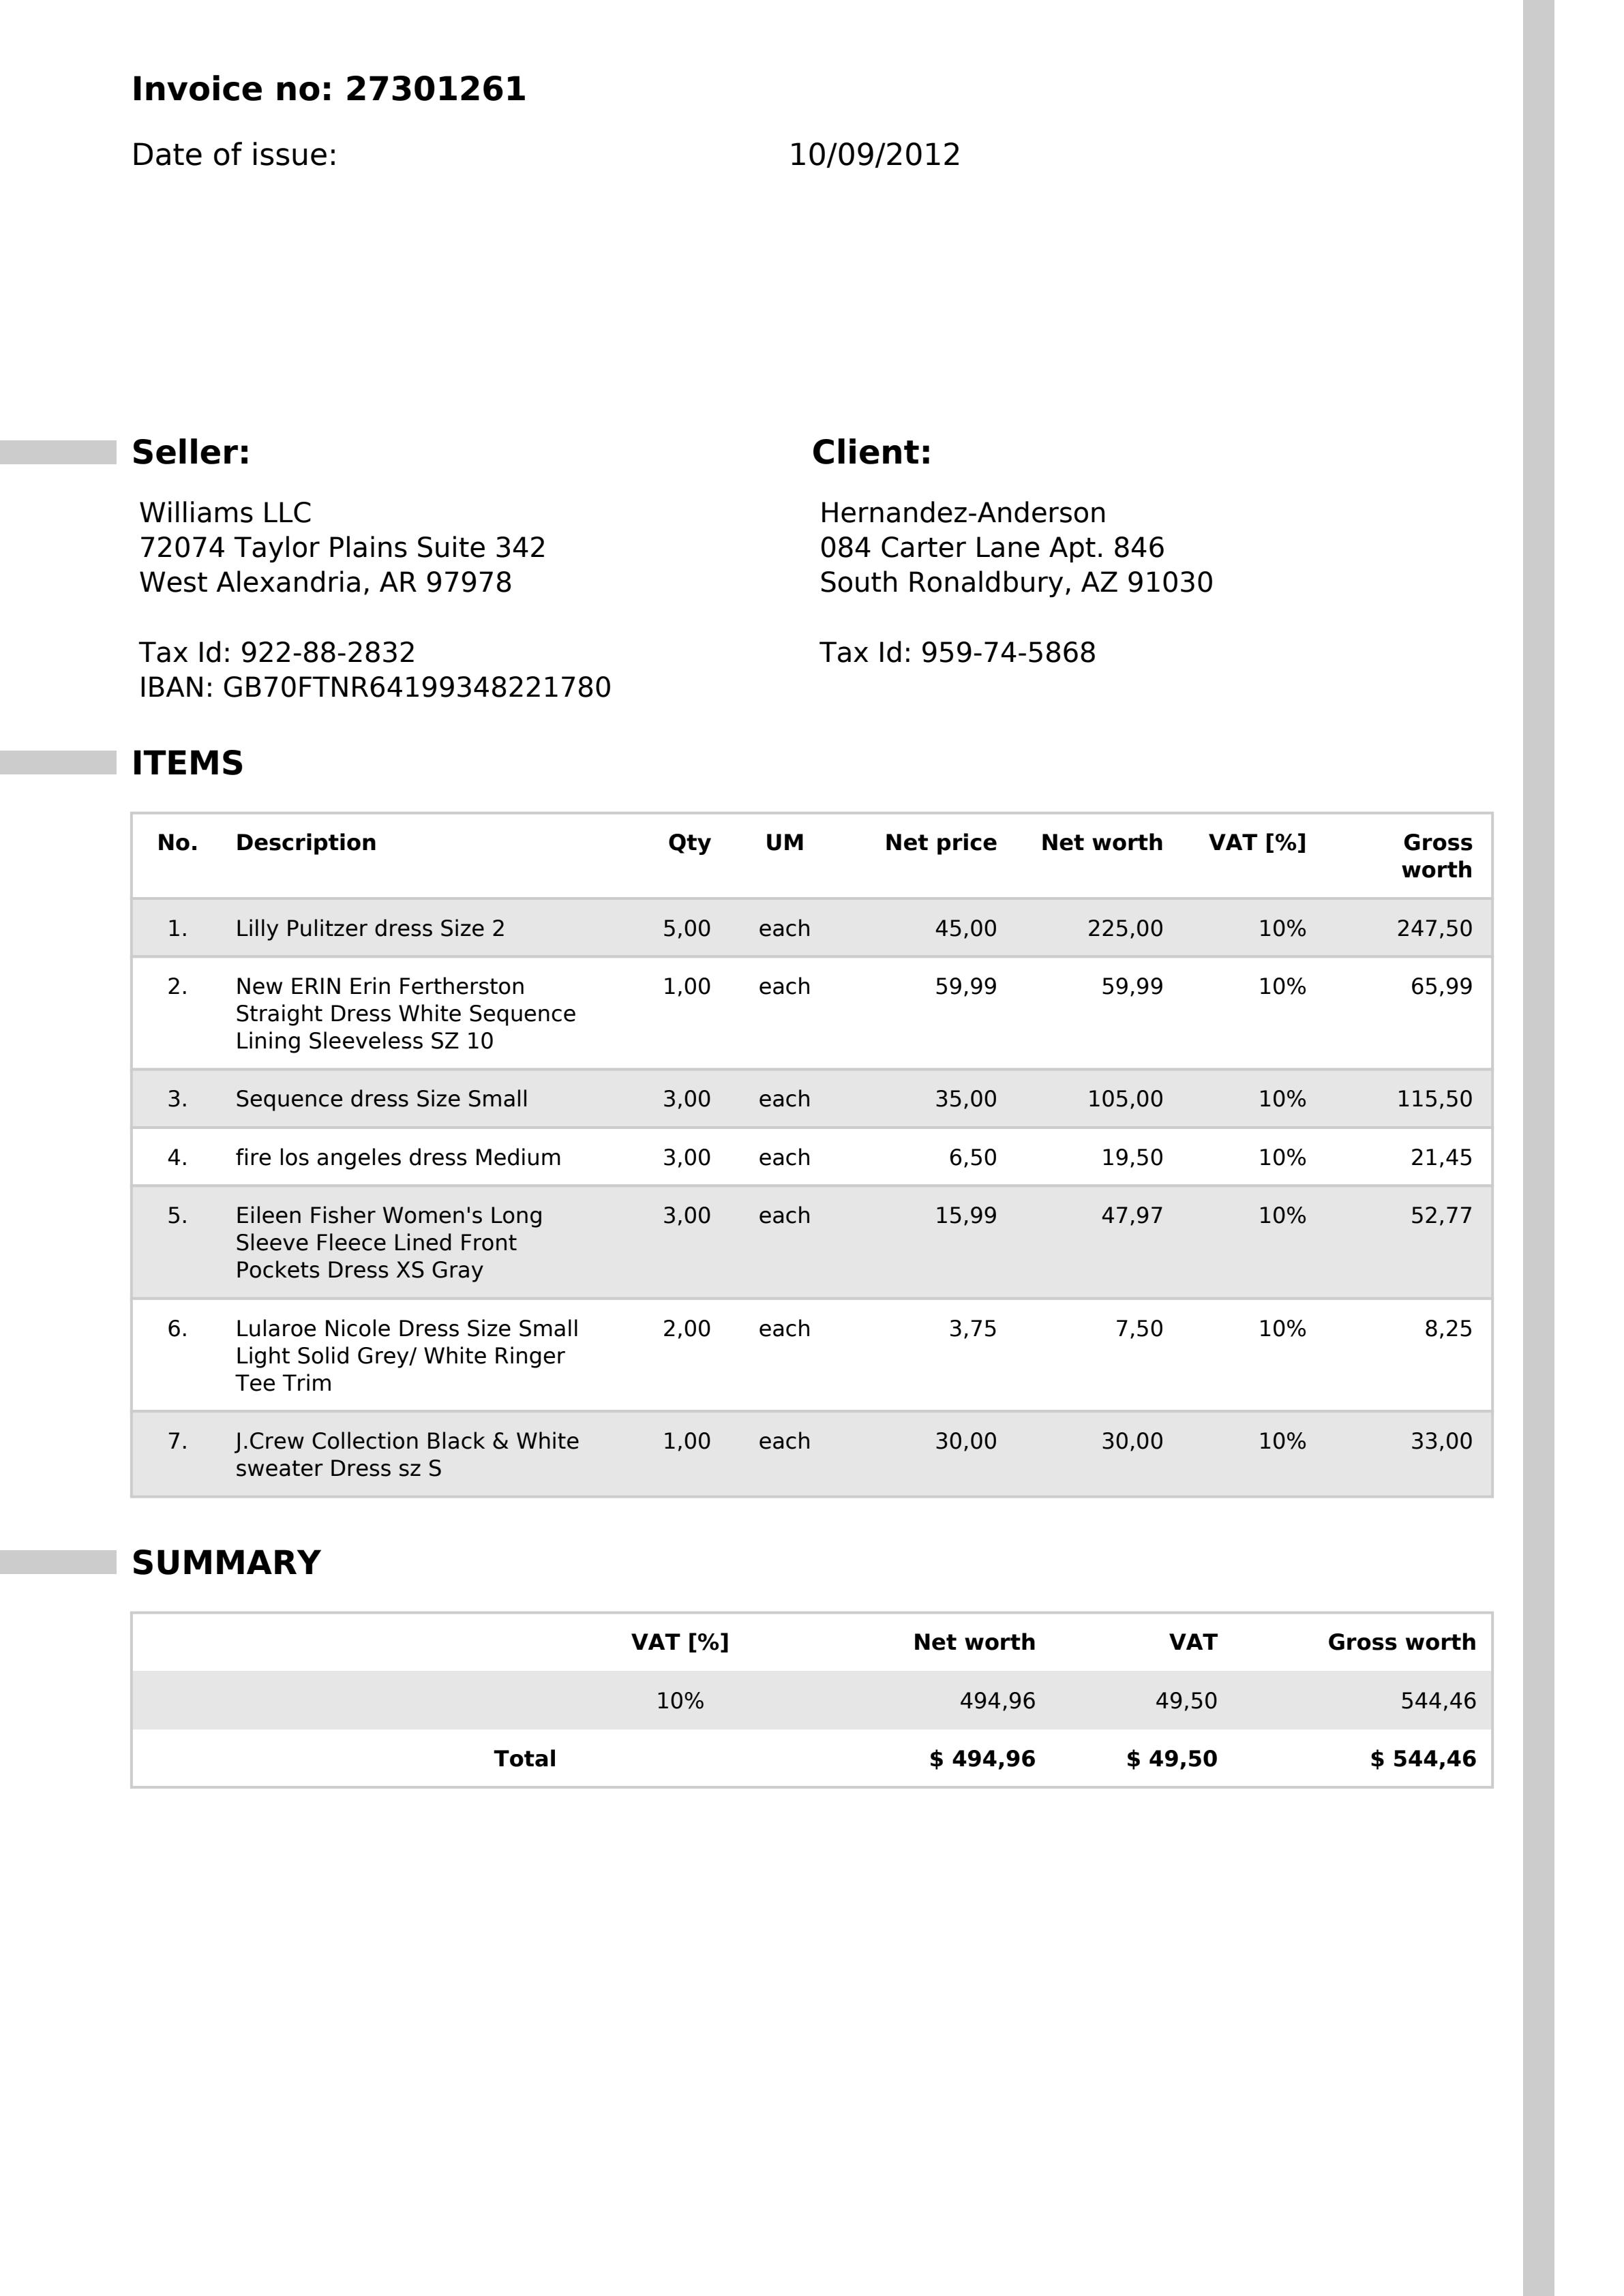 Invoice no: 27301261
Date of issue: 10/09/2012
Seller:
Williams LLC
72074 Taylor Plains Suite 342
West Alexandria, AR 97978
Tax Id: 922-88-2832
IBAN: GB70FTNR64199348221780
Client:
Hernandez-Anderson
084 Carter Lane Apt. 846
South Ronaldbury, AZ 91030
Tax Id: 959-74-5868
ITEMS
No. Description Qty UM Net price Net worth VAT [%] Gross
worth
1. Lilly Pulitzer dress Size 2 5,00 each 45,00 225,00 10% 247,50
2. New ERIN Erin Fertherston 1,00 each 59,99 59,99 10% 65,99
Straight Dress White Sequence
Lining Sleeveless SZ 10
3. Sequence dress Size Small 3,00 each 35,00 105,00 10% 115,50
4. fire los angeles dress Medium 3,00 each 6,50 19,50 10% 21,45
5. Eileen Fisher Women's Long 3,00 each 15,99 47,97 10% 52,77
Sleeve Fleece Lined Front
Pockets Dress XS Gray
6. Lularoe Nicole Dress Size Small 2,00 each 3,75 7,50 10% 8,25
Light Solid Grey/ White Ringer
Tee Trim
7. J.Crew Collection Black & White 1,00 each 30,00 30,00 10% 33,00
sweater Dress sz S
SUMMARY
VAT [%] Net worth VAT Gross worth
10% 494,96 49,50 544,46
Total $ 494,96 $ 49,50 $ 544,46